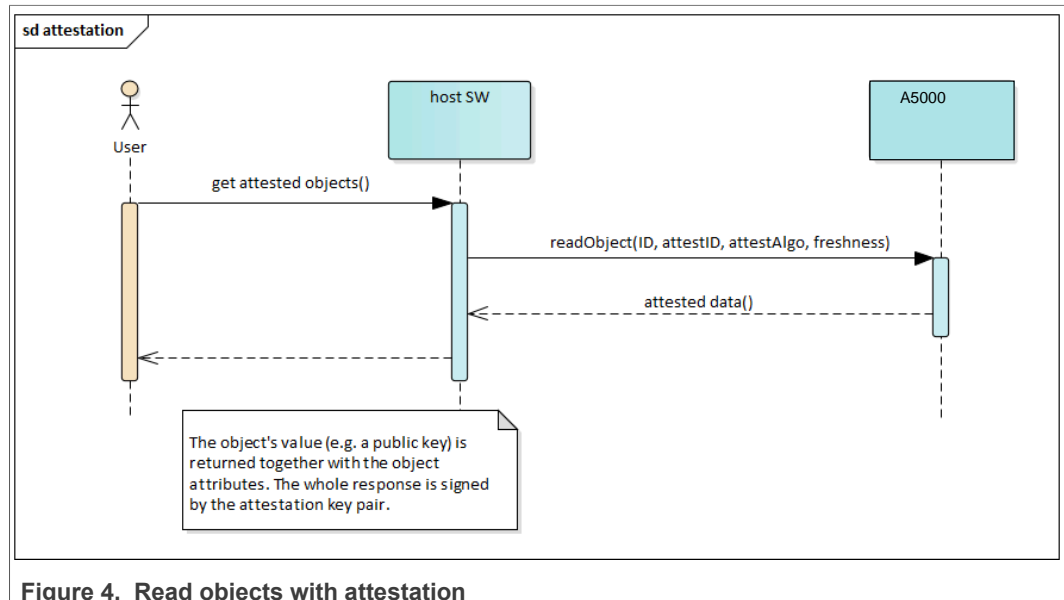 sd attestation
User
host SW
A5000
get attested objects()
readObject(ID, attestID, attestAlgo, freshness)
attested data()
The object's value (e.g. a public key) is
returned together with the object
attributes. The whole response is signed
by the attestation key pair.
Figure 4. Read objects with attestation